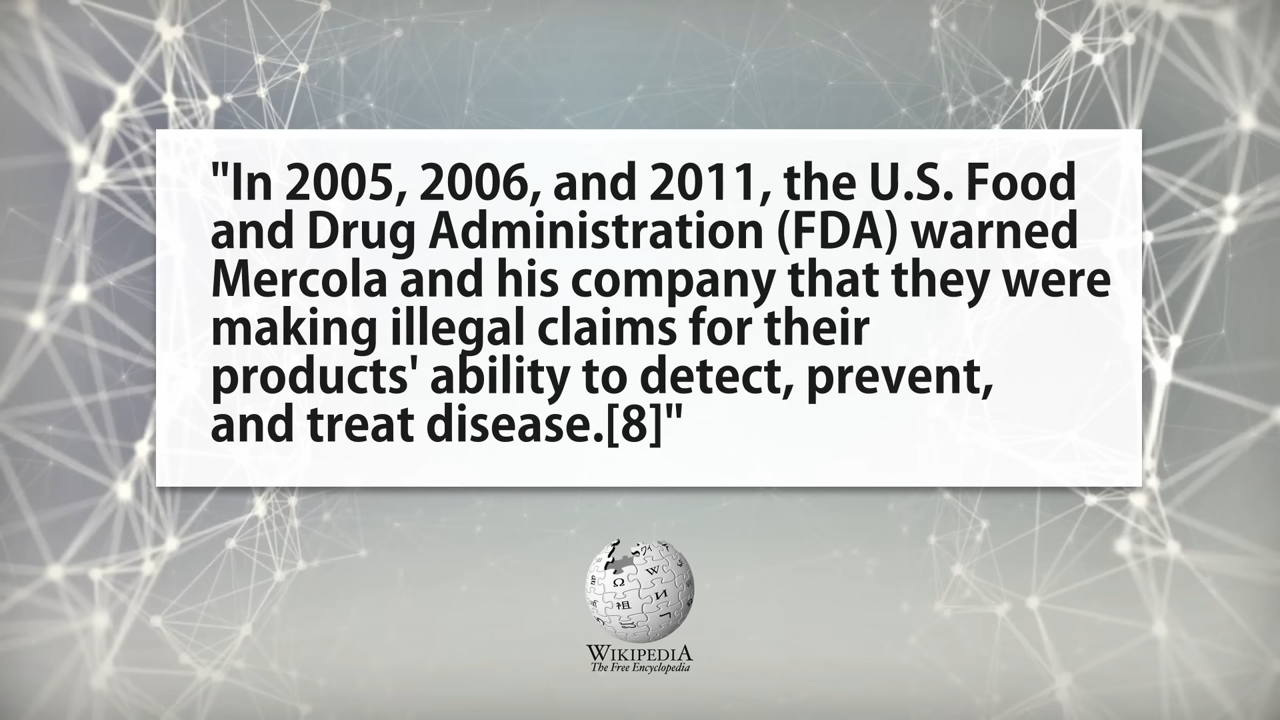 "In 2005, 2006, and 2011, the U.S. Food
and Drug Administration (FDA) warned
Mercola and his company that they were
making illegal claims for their
products' ability to detect, prevent,
and treat disease.[8]"
Ω W И
祖
WIKIPEDIA
The Free Encyclopedia